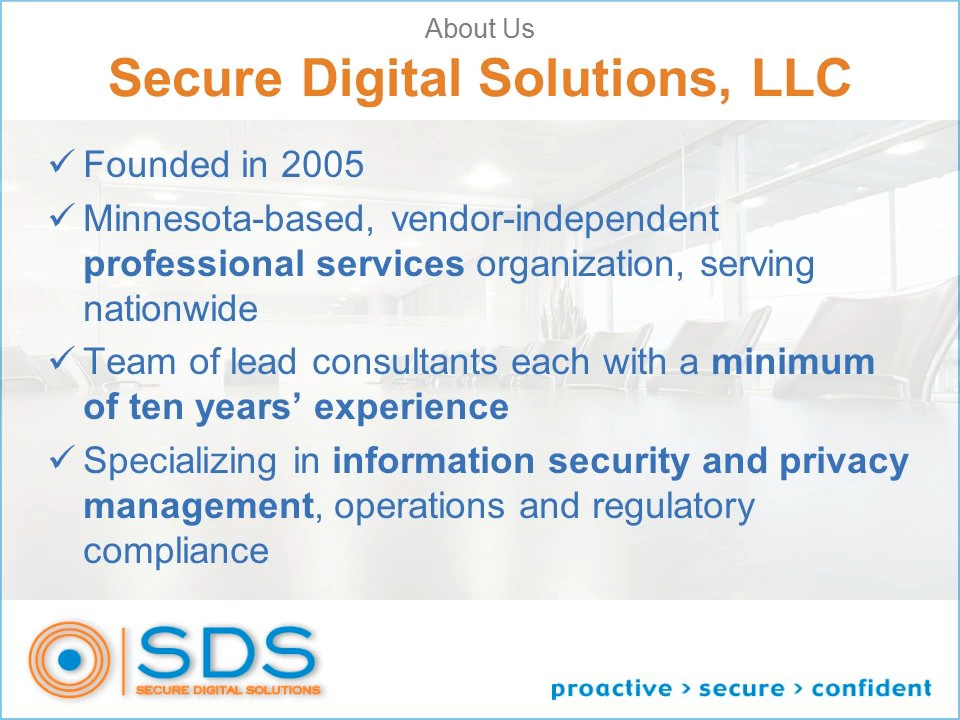 About Us
Secure Digital Solutions, LLC
✓ Founded in 2005
✓ Minnesota-based, vendor-independent
professional services organization, serving
nationwide
✓ Team of lead consultants each with a minimum
of ten years’ experience
✓ Specializing in information security and privacy
management, operations and regulatory
compliance
SDS
SECURE DIGITAL SOLUTIONS
proactive > secure > confident